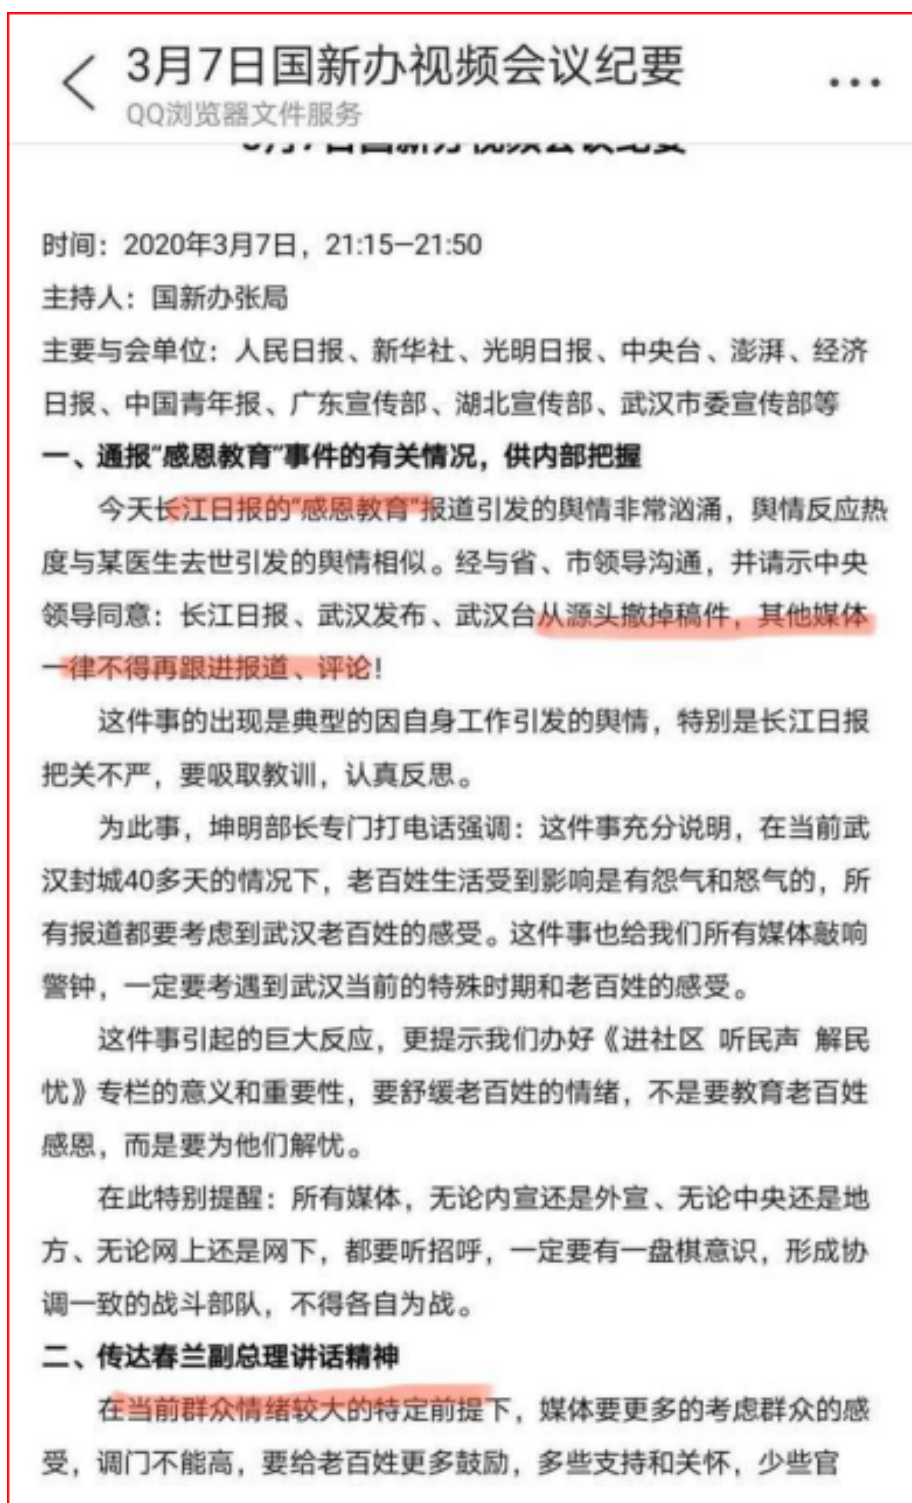 3月7日国新办视频会议纪要
QQ浏览器文件服务
3月7日国新办视频会议纪要
时间：2020年3月7日，21:15—21:50
主持人：国新办张局
主要与会单位：人民日报、新华社、光明日报、中央台、澎湃、经济
日报、中国青年报、广东宣传部、湖北宣传部、武汉市委宣传部等
一、通报“感恩教育”事件的有关情况，供内部把握
今天长江日报的“感恩教育”报道引发的舆情非常汹涌，舆情反应热
度与某医生去世引发的舆情相似。经与省、市领导沟通，并请示中央
领导同意：长江日报、武汉发布、武汉台从源头撤掉稿件，其他媒体
一律不得再跟进报道、评论！
这件事的出现是典型的因自身工作引发的舆情，特别是长江日报
把关不严，要吸取教训，认真反思。
为此事，坤明部长专门打电话强调：这件事充分说明，在当前武
汉封城40多天的情况下，老百姓生活受到影响是有怨气和怒气的，所
有报道都要考虑到武汉老百姓的感受。这件事也给我们所有媒体敲响
警钟，一定要考遇到武汉当前的特殊时期和老百姓的感受。
这件事引起的巨大反应，更提示我们办好《进社区 听民声 解民
忧》专栏的意义和重要性，要舒缓老百姓的情绪，不是要教育老百姓
感恩，而是要为他们解忧。
在此特别提醒：所有媒体，无论内宣还是外宣、无论中央还是地
方、无论网上还是网下，都要听招呼，一定要有一盘棋意识，形成协
调一致的战斗部队，不得各自为战。
二、传达春兰副总理讲话精神
在当前群众情绪较大的特定前提下，媒体要更多的考虑群众的感
受，调门不能高，要给老百姓更多鼓励，多些支持和关怀，少些官